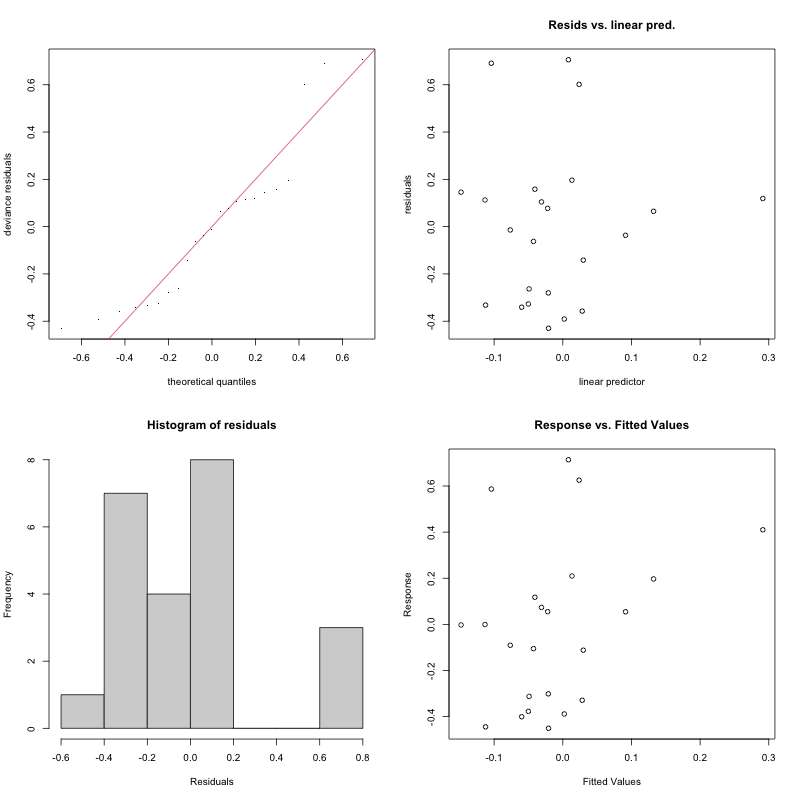 deviance residuals
0.6
0.4
0.2
0.0
-0.2
-0.4
-0.6 -0.4 -0.2 0.0 0.2 0.4 0.6
theoretical quantiles
Resids vs. linear pred.
residuals
0.6
0.4
0.2
0.0
-0.2
-0.4
-0.1 0.0 0.1 0.2 0.3
linear predictor
Histogram of residuals
Frequency
8
6
4
2
0
-0.6 -0.4 -0.2 0.0 0.2 0.4 0.6 0.8
Residuals
Response vs. Fitted Values
Response
0.6
0.4
0.2
0.0
-0.2
-0.4
-0.1 0.0 0.1 0.2 0.3
Fitted Values